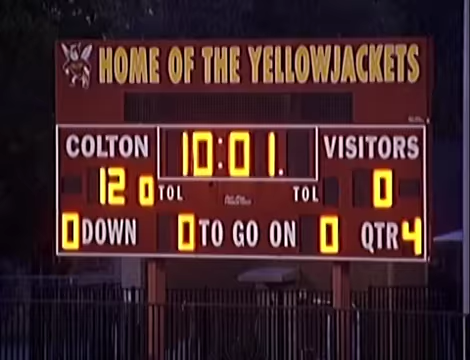 HOME OF THE YELLOWJACKETS
COLTON 10:01. VISITORS
12 0 TOL TOL 0
0 DOWN 0 TO GO ON 0 QTR 4